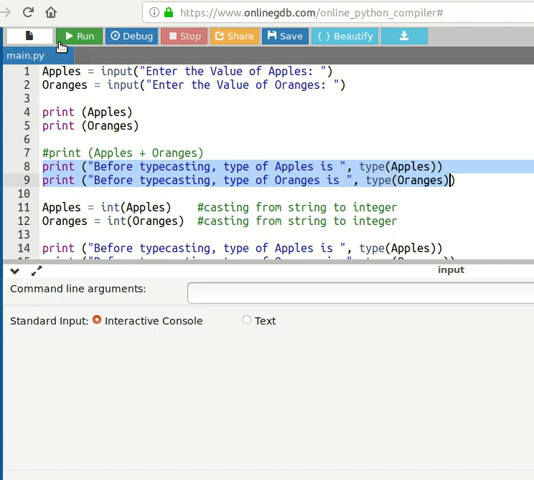 https://www.onlinegdb.com/online_python_compiler#
Run Debug Stop Share Save { } Beautify
main.py
1 Apples = input("Enter the Value of Apples: ")
2 Oranges = input("Enter the Value of Oranges: ")
3
4 print (Apples)
5 print (Oranges)
6
7 #print (Apples + Oranges)
8 print ("Before typecasting, type of Apples is ", type(Apples))
9 print ("Before typecasting, type of Oranges is ", type(Oranges))
10
11 Apples = int(Apples) #casting from string to integer
12 Oranges = int(Oranges) #casting from string to integer
13
14 print ("Before typecasting, type of Apples is ", type(Apples))
input
Command line arguments:
Standard Input: Interactive Console Text